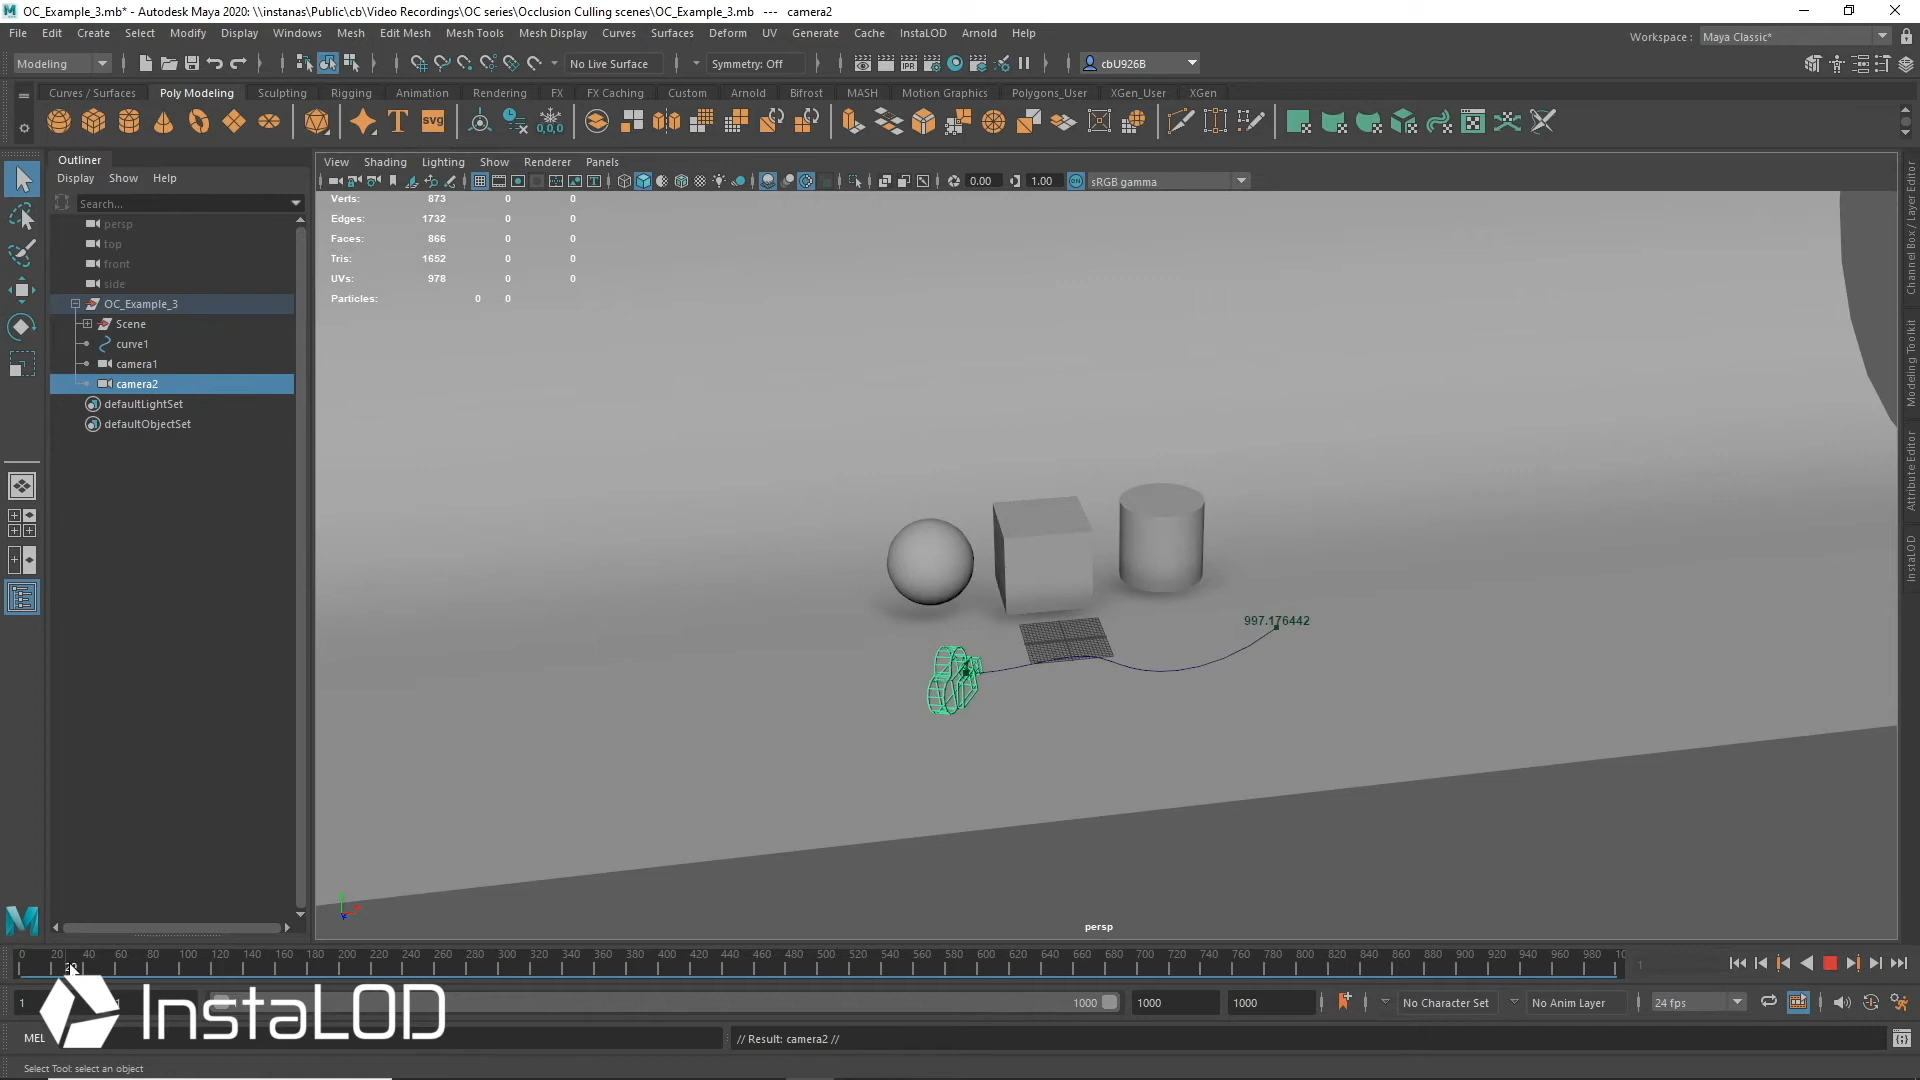 OC_Example_3.mb* - Autodesk Maya 2020: \\instanas\Public\cb\Video Recordings\OC series\Occlusion Culling scenes\OC_Example_3.mb --- camera2
File Edit Create Select Modify Display Windows Mesh Edit Mesh Mesh Tools Mesh Display Curves Surfaces Deform UV Generate Cache InstaLOD Arnold Help
Workspace : Maya Classic*
Modeling No Live Surface Symmetry: Off cbU926B
Curves / Surfaces Poly Modeling Sculpting Rigging Animation Rendering FX FX Caching Custom Arnold Bifrost MASH Motion Graphics Polygons_User XGen_User XGen
T svg 0,0,0
Outliner
Display Show Help
Search...
persp
top
front
side
OC_Example_3
Scene
curve1
camera1
camera2
defaultLightSet
defaultObjectSet
View Shading Lighting Show Renderer Panels
0.00 1.00 ON sRGB gamma
Verts: 873 0 0
Edges: 1732 0 0
Faces: 866 0 0
Tris: 1652 0 0
UVs: 978 0 0
Particles: 0 0
997.176442
persp
Channel Box / Layer Editor
Modeling Toolkit
Attribute Editor
InstaLOD
0 20 40 60 80 100 120 140 160 180 200 220 240 260 280 300 320 340 360 380 400 420 440 460 480 500 520 540 560 580 600 620 640 660 680 700 720 740 760 780 800 820 840 860 880 900 920 940 960 980
1
1 1000 1000 1000 No Character Set No Anim Layer 24 fps
InstaLOD
MEL // Result: camera2 //
Select Tool: select an object